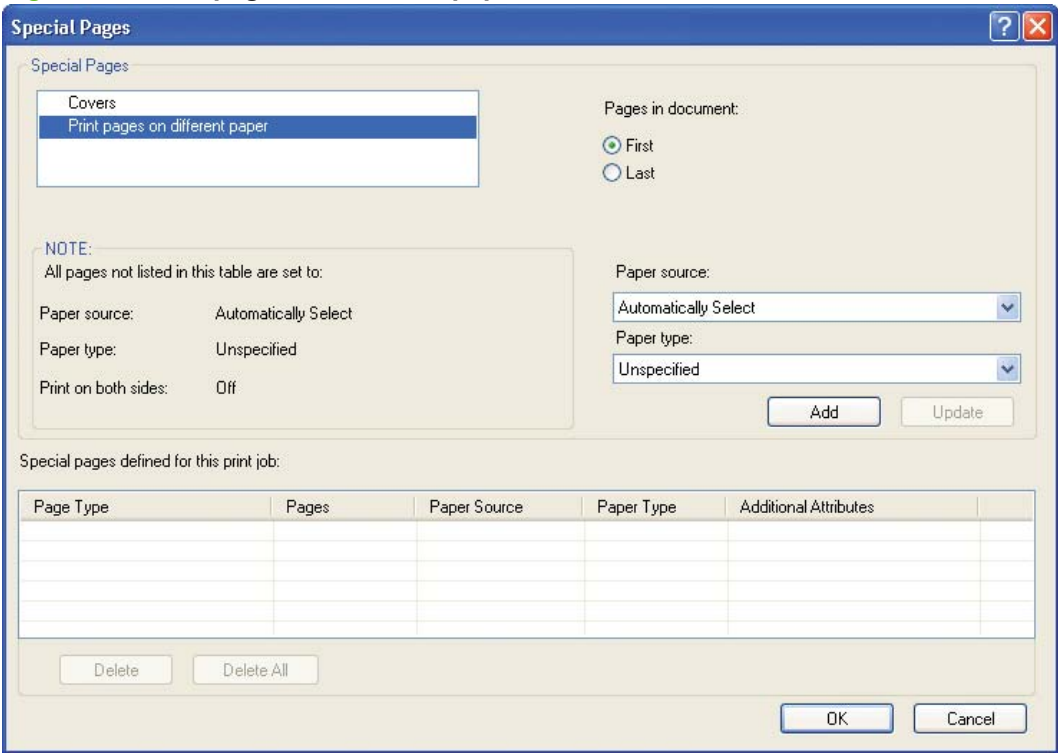 Special Pages
Special Pages
Covers
Print pages on different paper
Pages in document:
First
Last
NOTE:
All pages not listed in this table are set to:
Paper source: Automatically Select
Paper type: Unspecified
Print on both sides: Off
Paper source:
Automatically Select
Paper type:
Unspecified
Add Update
Special pages defined for this print job:
Page Type Pages Paper Source Paper Type Additional Attributes
Delete Delete All
OK Cancel